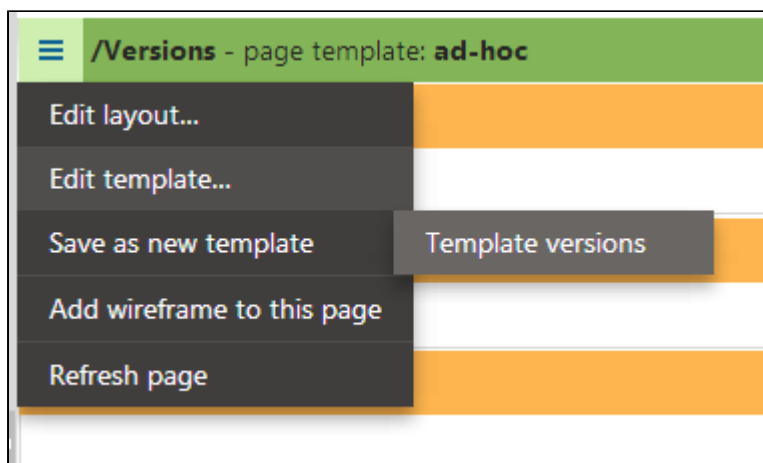 /Versions - page template: ad-hoc
Edit layout...
Edit template...
Save as new template
Template versions
Add wireframe to this page
Refresh page